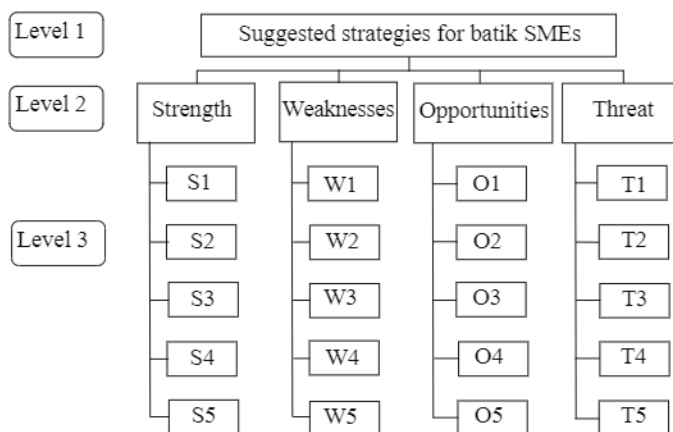 Level 1
Suggested strategies for batik SMEs
Level 2
Strength
Weaknesses
Opportunities
Threat
Level 3
S1
W1
O1
T1
S2
W2
O2
T2
S3
W3
O3
T3
S4
W4
O4
T4
S5
W5
O5
T5